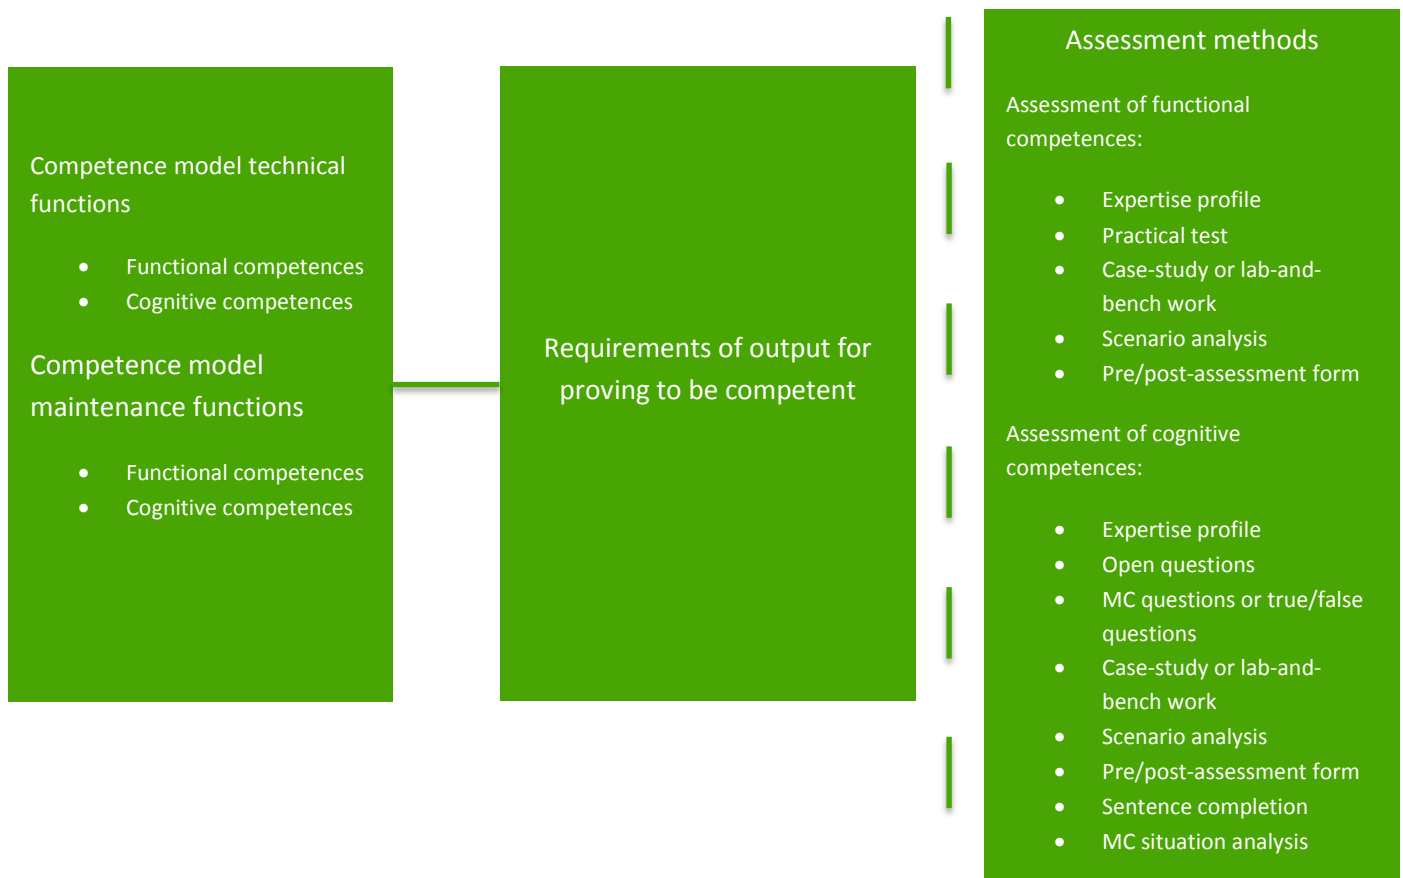 Competence model technical
functions
• Functional competences
• Cognitive competences
Competence model
maintenance functions
• Functional competences
• Cognitive competences
Requirements of output for
proving to be competent
Assessment methods
Assessment of functional
competences:
• Expertise profile
• Practical test
• Case-study or lab-and-
bench work
• Scenario analysis
• Pre/post-assessment form
Assessment of cognitive
competences:
• Expertise profile
• Open questions
• MC questions or true/false
questions
• Case-study or lab-and-
bench work
• Scenario analysis
• Pre/post-assessment form
• Sentence completion
• MC situation analysis